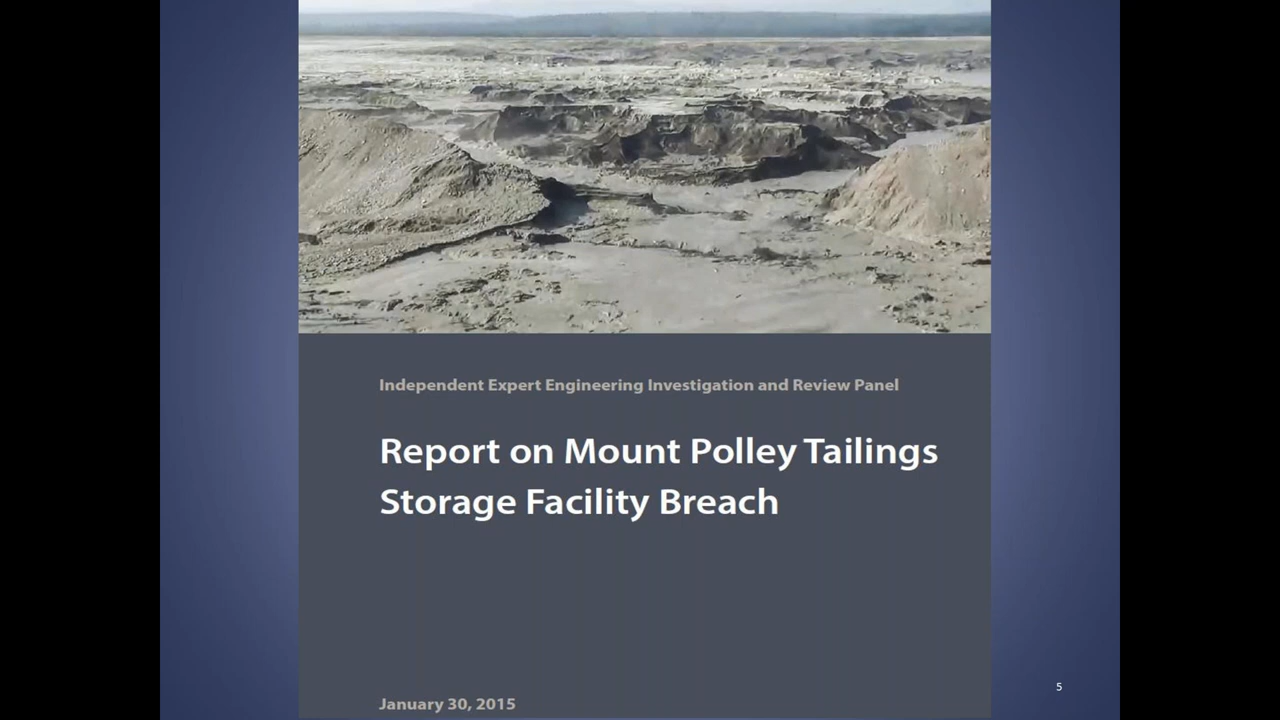 Independent Expert Engineering Investigation and Review Panel
Report on Mount Polley Tailings
Storage Facility Breach
January 30, 2015
5